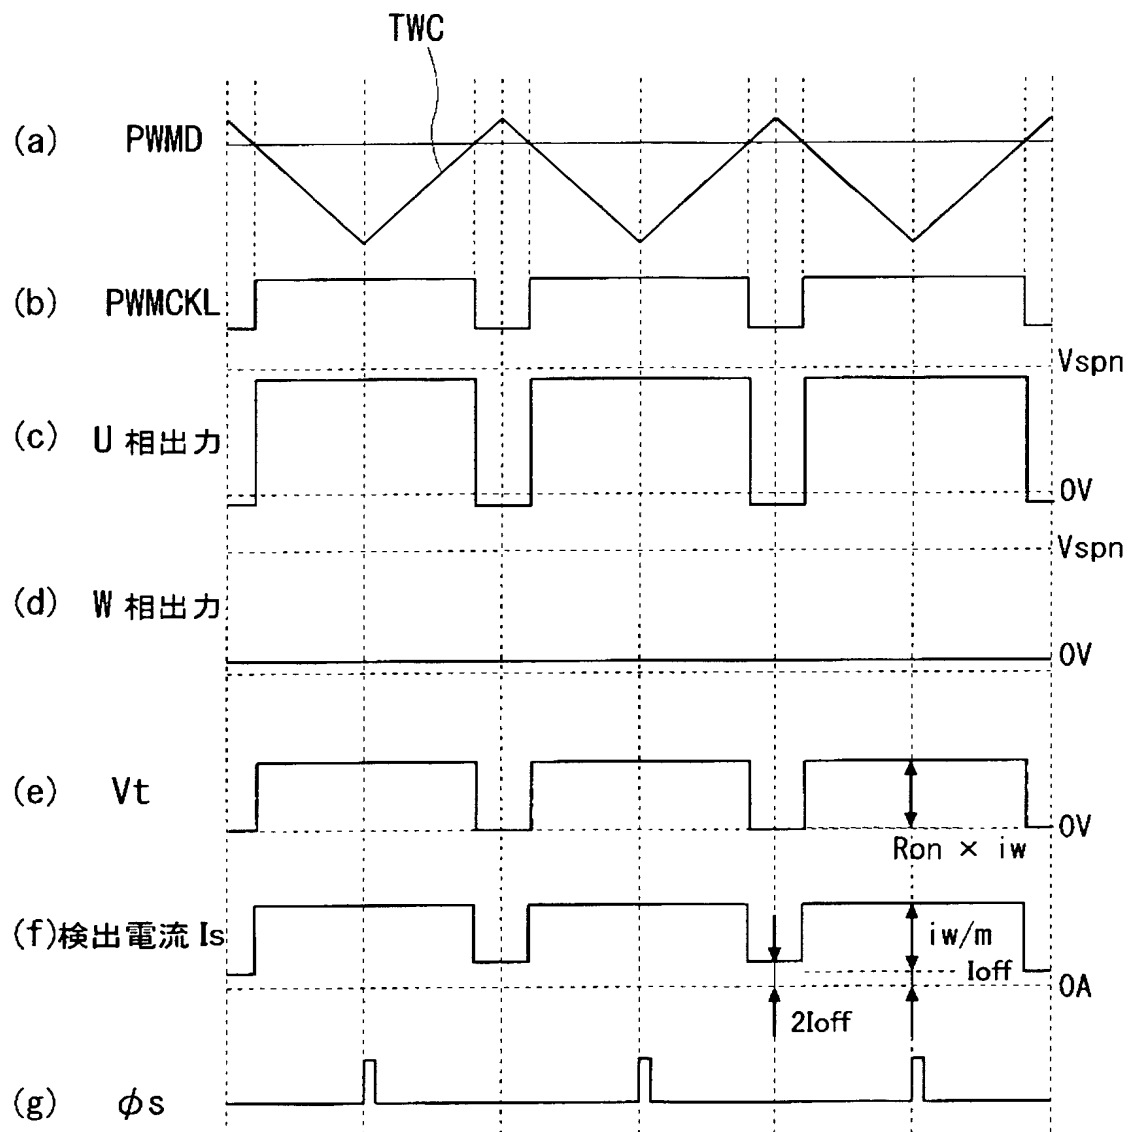 TWC
(a) PWMD
(b) PWMCKL
Vspn
(c) U 相出力
0V
Vspn
(d) W 相出力
0V
(e) Vt
0V
Ron × iw
(f)検出電流 Is
iw/m
Ioff
0A
2Ioff
(g) φs